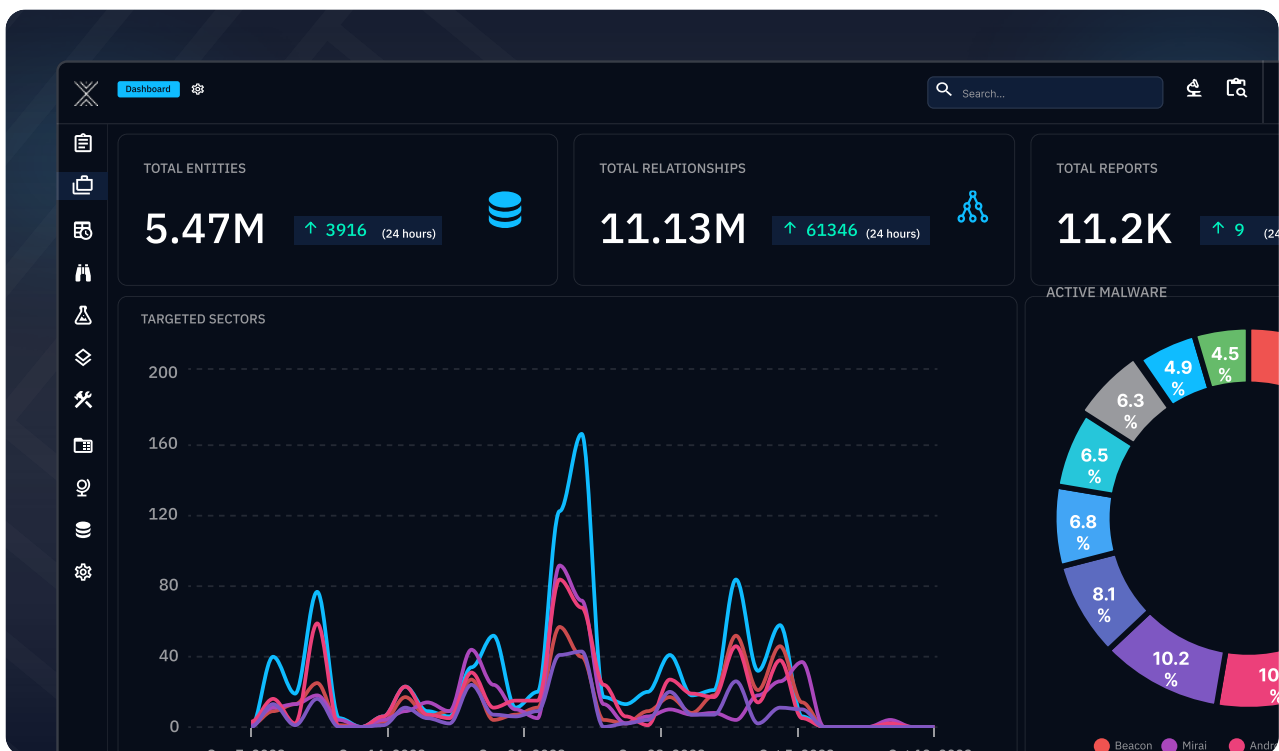 Dashboard
Search...
TOTAL ENTITIES
5.47M
3916 (24 hours)
TOTAL RELATIONSHIPS
11.13M
61346 (24 hours)
TOTAL REPORTS
11.2K
9
TARGETED SECTORS
200
160
120
80
40
0
ACTIVE MALWARE
4.5
%
4.9
%
6.3
%
6.5
%
6.8
%
8.1
%
10.2
%
10
%
Beacon
Mirai